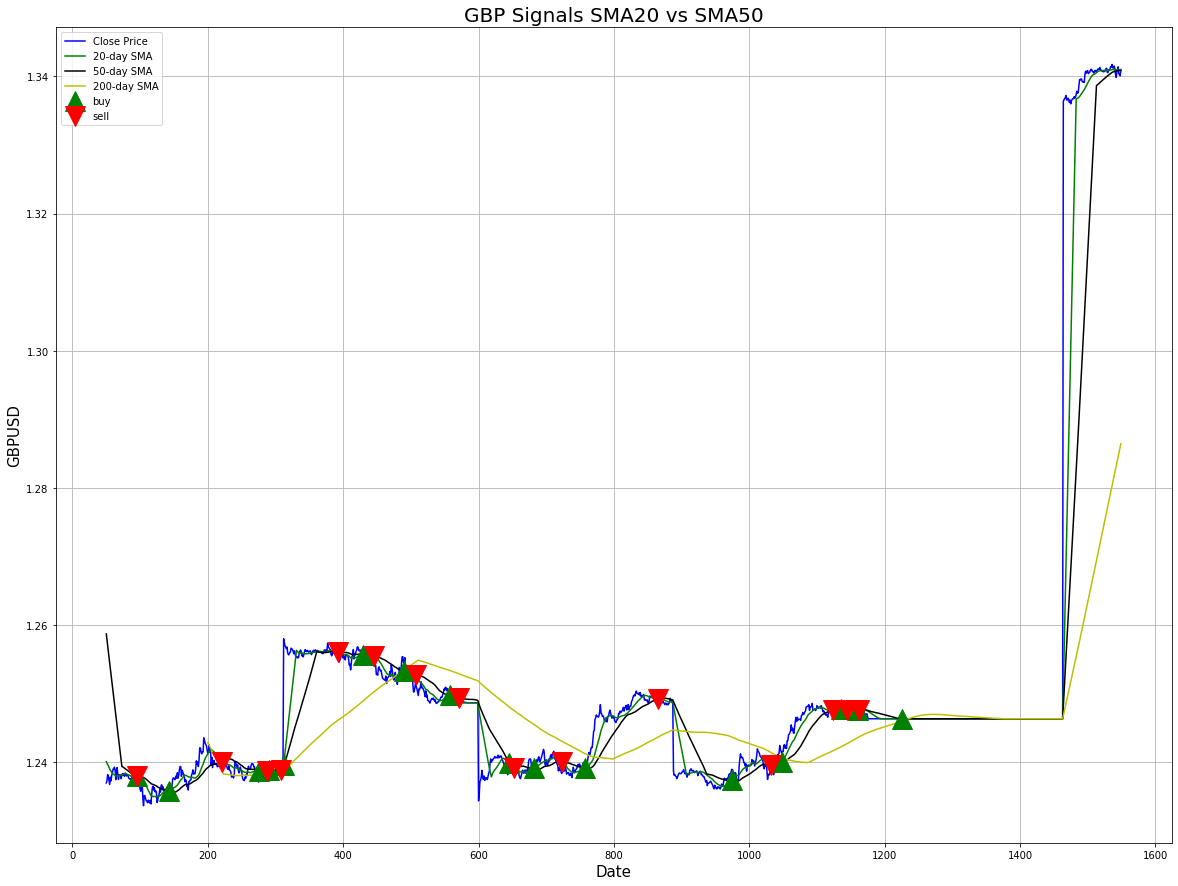 GBP Signals SMA20 vs SMA50
Close Price
20-day SMA
50-day SMA
200-day SMA
buy
sell
1.34
1.32
1.30
1.28
1.26
1.24
GBPUSD
0 200 400 600 800 1000 1200 1400 1600
Date